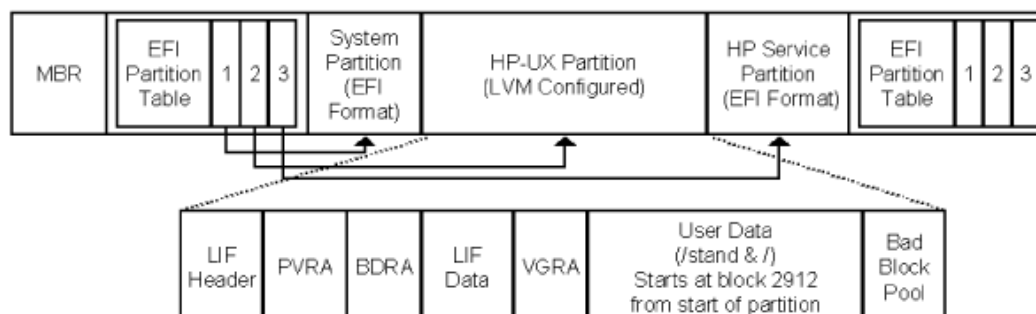 MBR
EFI
Partition
Table
1
2
3
System
Partition
(EFI
Format)
HP-UX Partition
(LVM Configured)
HP Service
Partition
(EFI Format)
EFI
Partition
Table
1
2
3
LIF
Header
PVRA
BDRA
LIF
Data
VGRA
User Data
(/stand & /)
Starts at block 2912
from start of partition
Bad
Block
Pool